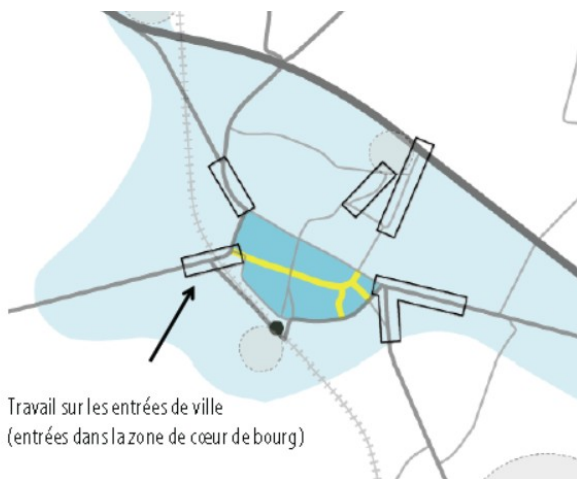 Travail sur les entrées de ville
(entrées dans la zone de cœur de bourg)